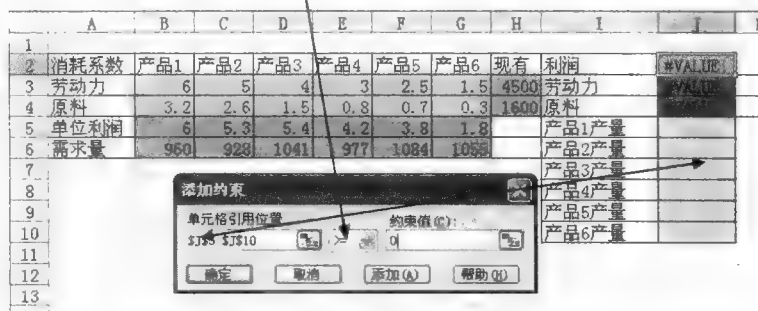 A B C D E F G H I J
1
2 消耗系数 产品1 产品2 产品3 产品4 产品5 产品6 现有 利润 #VALUE!
3 劳动力 6 5 4 3 2.5 1.5 4500 劳动力
4 原料 3.2 2.6 1.5 0.8 0.7 0.3 1600 原料
5 单位利润 6 5.3 5.4 4.2 3.8 1.8 产品1产量
6 需求量 960 928 1041 977 1084 1055 产品2产量
7 产品3产量
8 产品4产量
9 产品5产量
10 产品6产量
11
12
13
添加约束
单元格引用位置 约束值(C):
$J$5 $J$10 >= 0
确定 取消 添加(A) 帮助(H)